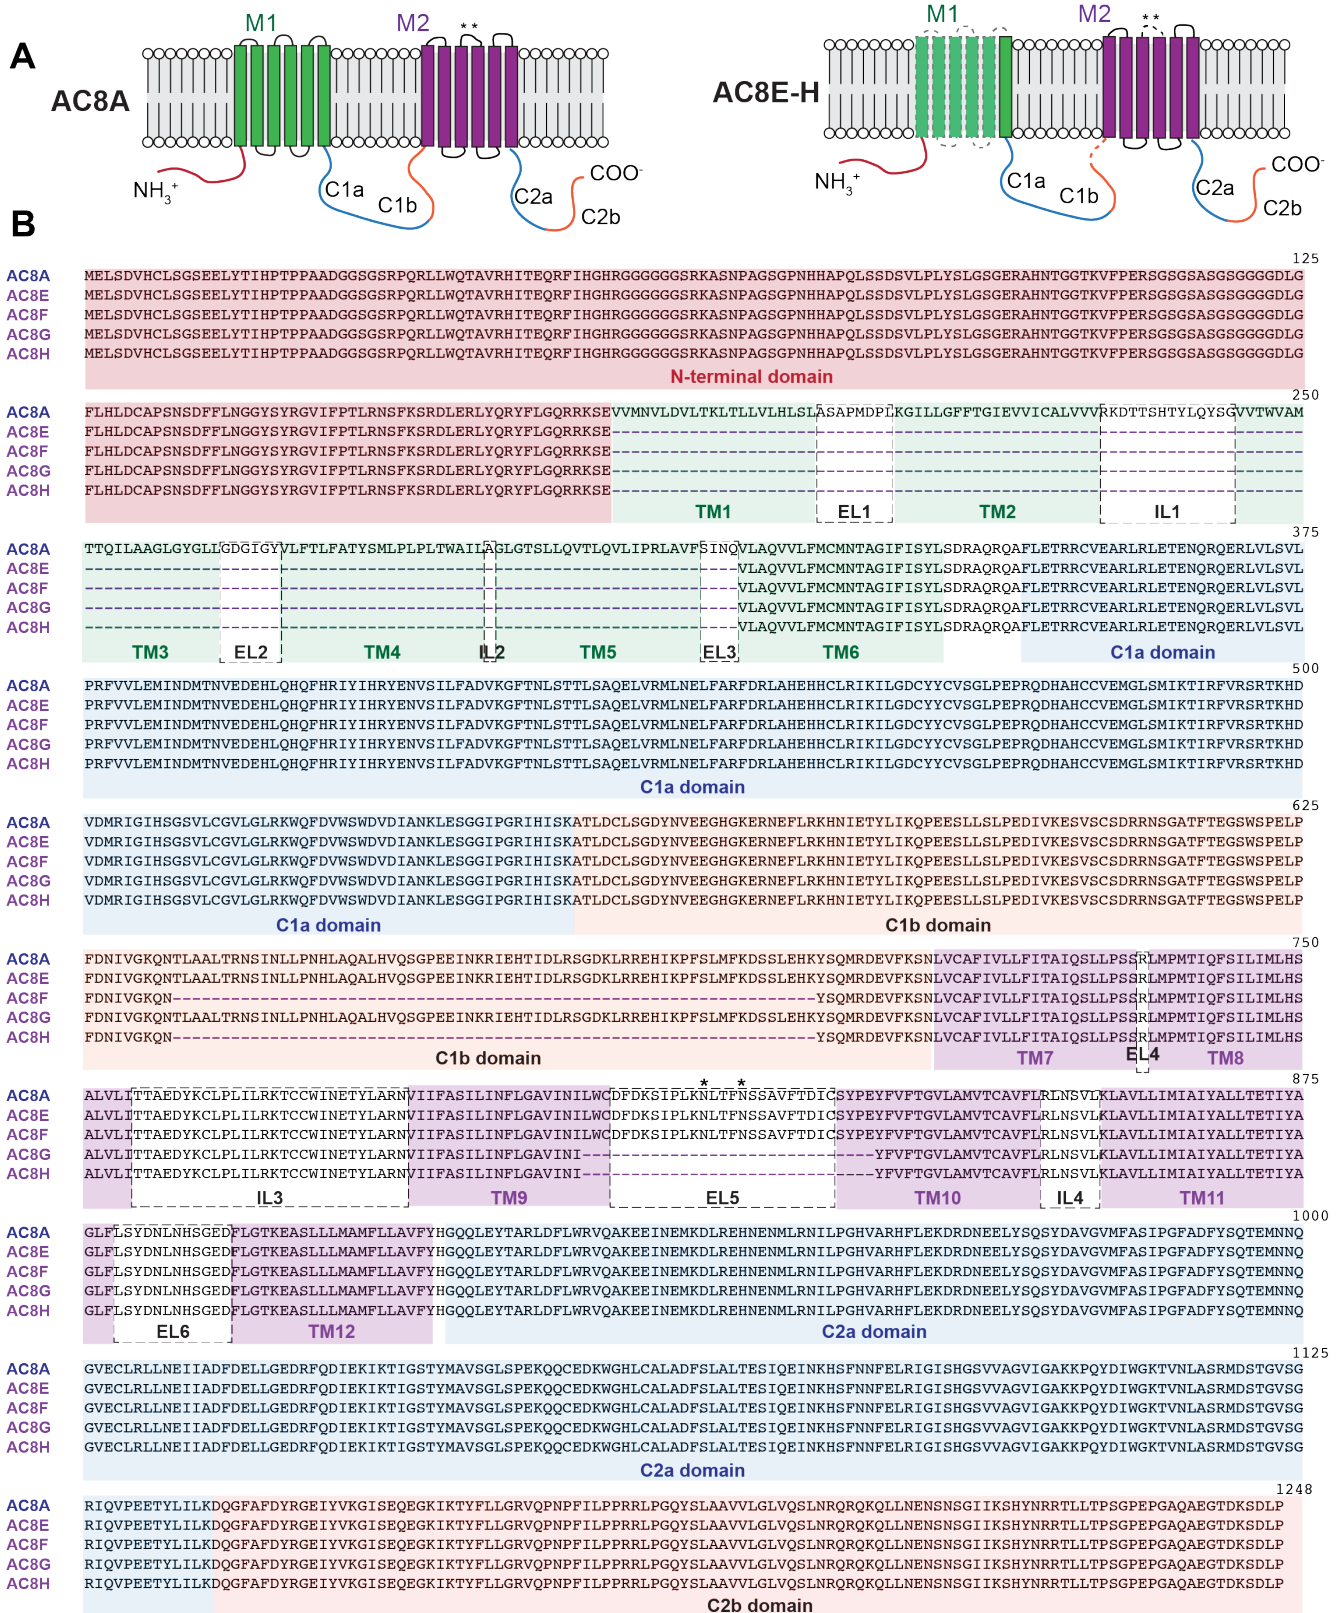 A
M1
M2
* *
AC8A
NH3+
C1a
C1b
C2a
COO-
C2b
M1
M2
* *
AC8E-H
NH3+
C1a
C1b
C2a
COO-
C2b
B
125
AC8A MELSDVHCLSGSEELYTIHPTPPAADGGSGSRPQRLLWQTAVRHITEQRFIHGHRGGGGGGSRKASNPAGSGPNHHAPQLSSDSVLPLYSLGSGERAHNTGGTKVFPERSGSGSASGSGGGGDLG
AC8E MELSDVHCLSGSEELYTIHPTPPAADGGSGSRPQRLLWQTAVRHITEQRFIHGHRGGGGGGSRKASNPAGSGPNHHAPQLSSDSVLPLYSLGSGERAHNTGGTKVFPERSGSGSASGSGGGGDLG
AC8F MELSDVHCLSGSEELYTIHPTPPAADGGSGSRPQRLLWQTAVRHITEQRFIHGHRGGGGGGSRKASNPAGSGPNHHAPQLSSDSVLPLYSLGSGERAHNTGGTKVFPERSGSGSASGSGGGGDLG
AC8G MELSDVHCLSGSEELYTIHPTPPAADGGSGSRPQRLLWQTAVRHITEQRFIHGHRGGGGGGSRKASNPAGSGPNHHAPQLSSDSVLPLYSLGSGERAHNTGGTKVFPERSGSGSASGSGGGGDLG
AC8H MELSDVHCLSGSEELYTIHPTPPAADGGSGSRPQRLLWQTAVRHITEQRFIHGHRGGGGGGSRKASNPAGSGPNHHAPQLSSDSVLPLYSLGSGERAHNTGGTKVFPERSGSGSASGSGGGGDLG
N-terminal domain
250
AC8A FLHLDCAPSNSDFFLNGGYSYRGVIFPTLRNSFKSRDLERLYQRYFLGQRRKSEVVMNVLDVLTKLTLLVLHLSLASAPMDPLKGILLGFFTGIEVVICALVVVRKDTTSHTYLQYSGVVTWVAM
AC8E FLHLDCAPSNSDFFLNGGYSYRGVIFPTLRNSFKSRDLERLYQRYFLGQRRKSE-----------------------------------------------------------------------
AC8F FLHLDCAPSNSDFFLNGGYSYRGVIFPTLRNSFKSRDLERLYQRYFLGQRRKSE-----------------------------------------------------------------------
AC8G FLHLDCAPSNSDFFLNGGYSYRGVIFPTLRNSFKSRDLERLYQRYFLGQRRKSE-----------------------------------------------------------------------
AC8H FLHLDCAPSNSDFFLNGGYSYRGVIFPTLRNSFKSRDLERLYQRYFLGQRRKSE-----------------------------------------------------------------------
TM1 EL1 TM2 IL1
375
AC8A TTQILAAGLGYGLLGDGIGYVLFTLFATYSMLPLPLTWAILAGLGTSLLQVTLQVLIPRLAVFSINQVLAQVVLFMCMNTAGIFISYLSDRAQRQAFLETRRCVEARLRLETENQRQERLVLSVL
AC8E -------------------------------------------------------------------VLAQVVLFMCMNTAGIFISYLSDRAQRQAFLETRRCVEARLRLETENQRQERLVLSVL
AC8F -------------------------------------------------------------------VLAQVVLFMCMNTAGIFISYLSDRAQRQAFLETRRCVEARLRLETENQRQERLVLSVL
AC8G -------------------------------------------------------------------VLAQVVLFMCMNTAGIFISYLSDRAQRQAFLETRRCVEARLRLETENQRQERLVLSVL
AC8H -------------------------------------------------------------------VLAQVVLFMCMNTAGIFISYLSDRAQRQAFLETRRCVEARLRLETENQRQERLVLSVL
TM3 EL2 TM4 IL2 TM5 EL3 TM6 C1a domain
500
AC8A PRFVVLEMINDMTNVEDEHLQHQFHRIYIHRYENVSILFADVKGFTNLSTTLSAQELVRMLNELFARFDRLAHEHHCLRIKILGDCYYCVSGLPEPRQDHAHCCVEMGLSMIKTIRFVRSRTKHD
AC8E PRFVVLEMINDMTNVEDEHLQHQFHRIYIHRYENVSILFADVKGFTNLSTTLSAQELVRMLNELFARFDRLAHEHHCLRIKILGDCYYCVSGLPEPRQDHAHCCVEMGLSMIKTIRFVRSRTKHD
AC8F PRFVVLEMINDMTNVEDEHLQHQFHRIYIHRYENVSILFADVKGFTNLSTTLSAQELVRMLNELFARFDRLAHEHHCLRIKILGDCYYCVSGLPEPRQDHAHCCVEMGLSMIKTIRFVRSRTKHD
AC8G PRFVVLEMINDMTNVEDEHLQHQFHRIYIHRYENVSILFADVKGFTNLSTTLSAQELVRMLNELFARFDRLAHEHHCLRIKILGDCYYCVSGLPEPRQDHAHCCVEMGLSMIKTIRFVRSRTKHD
AC8H PRFVVLEMINDMTNVEDEHLQHQFHRIYIHRYENVSILFADVKGFTNLSTTLSAQELVRMLNELFARFDRLAHEHHCLRIKILGDCYYCVSGLPEPRQDHAHCCVEMGLSMIKTIRFVRSRTKHD
C1a domain
625
AC8A VDMRIGIHSGSVLCGVLGLRKWQFDVWSWDVDIANKLESGGIPGRIHISKATLDCLSGDYNVEEGHGKERNEFLRKHNIETYLIKQPEESLLSLPEDIVKESVSCSDRRNSGATFTEGSWSPELP
AC8E VDMRIGIHSGSVLCGVLGLRKWQFDVWSWDVDIANKLESGGIPGRIHISKATLDCLSGDYNVEEGHGKERNEFLRKHNIETYLIKQPEESLLSLPEDIVKESVSCSDRRNSGATFTEGSWSPELP
AC8F VDMRIGIHSGSVLCGVLGLRKWQFDVWSWDVDIANKLESGGIPGRIHISKATLDCLSGDYNVEEGHGKERNEFLRKHNIETYLIKQPEESLLSLPEDIVKESVSCSDRRNSGATFTEGSWSPELP
AC8G VDMRIGIHSGSVLCGVLGLRKWQFDVWSWDVDIANKLESGGIPGRIHISKATLDCLSGDYNVEEGHGKERNEFLRKHNIETYLIKQPEESLLSLPEDIVKESVSCSDRRNSGATFTEGSWSPELP
AC8H VDMRIGIHSGSVLCGVLGLRKWQFDVWSWDVDIANKLESGGIPGRIHISKATLDCLSGDYNVEEGHGKERNEFLRKHNIETYLIKQPEESLLSLPEDIVKESVSCSDRRNSGATFTEGSWSPELP
C1a domain C1b domain
750
AC8A FDNIVGKQNTLAALTRNSINLLPNHLAQALHVQSGPEEINKRIEHTIDLRSGDKLRREHIKPFSLMFKDSSLEHKYSQMRDEVFKSNLVCAFIVLLFITAIQSLLPSSRLMPMTIQFSILIMLHS
AC8E FDNIVGKQNTLAALTRNSINLLPNHLAQALHVQSGPEEINKRIEHTIDLRSGDKLRREHIKPFSLMFKDSSLEHKYSQMRDEVFKSNLVCAFIVLLFITAIQSLLPSSRLMPMTIQFSILIMLHS
AC8F FDNIVGKQN------------------------------------------------------------------YSQMRDEVFKSNLVCAFIVLLFITAIQSLLPSSRLMPMTIQFSILIMLHS
AC8G FDNIVGKQNTLAALTRNSINLLPNHLAQALHVQSGPEEINKRIEHTIDLRSGDKLRREHIKPFSLMFKDSSLEHKYSQMRDEVFKSNLVCAFIVLLFITAIQSLLPSSRLMPMTIQFSILIMLHS
AC8H FDNIVGKQN------------------------------------------------------------------YSQMRDEVFKSNLVCAFIVLLFITAIQSLLPSSRLMPMTIQFSILIMLHS
C1b domain TM7 EL4 TM8
* * 875
AC8A ALVLITTAEDYKCLPLILRKTCCWINETYLARNVIIFASILINFLGAVINILWCDFDKSIPLKNLTFNSSAVFTDICSYPEYFVFTGVLAMVTCAVFLRLNSVLKLAVLLIMIAIYALLTETIYA
AC8E ALVLITTAEDYKCLPLILRKTCCWINETYLARNVIIFASILINFLGAVINILWCDFDKSIPLKNLTFNSSAVFTDICSYPEYFVFTGVLAMVTCAVFLRLNSVLKLAVLLIMIAIYALLTETIYA
AC8F ALVLITTAEDYKCLPLILRKTCCWINETYLARNVIIFASILINFLGAVINILWCDFDKSIPLKNLTFNSSAVFTDICSYPEYFVFTGVLAMVTCAVFLRLNSVLKLAVLLIMIAIYALLTETIYA
AC8G ALVLITTAEDYKCLPLILRKTCCWINETYLARNVIIFASILINFLGAVINI------------------------------YFVFTGVLAMVTCAVFLRLNSVLKLAVLLIMIAIYALLTETIYA
AC8H ALVLITTAEDYKCLPLILRKTCCWINETYLARNVIIFASILINFLGAVINI------------------------------YFVFTGVLAMVTCAVFLRLNSVLKLAVLLIMIAIYALLTETIYA
IL3 TM9 EL5 TM10 IL4 TM11
1000
AC8A GLFLSYDNLNHSGEDFLGTKEASLLLMAMFLLAVFYHGQQLEYTARLDFLWRVQAKEEINEMKDLREHNENMLRNILPGHVARHFLEKDRDNEELYSQSYDAVGVMFASIPGFADFYSQTEMNNQ
AC8E GLFLSYDNLNHSGEDFLGTKEASLLLMAMFLLAVFYHGQQLEYTARLDFLWRVQAKEEINEMKDLREHNENMLRNILPGHVARHFLEKDRDNEELYSQSYDAVGVMFASIPGFADFYSQTEMNNQ
AC8F GLFLSYDNLNHSGEDFLGTKEASLLLMAMFLLAVFYHGQQLEYTARLDFLWRVQAKEEINEMKDLREHNENMLRNILPGHVARHFLEKDRDNEELYSQSYDAVGVMFASIPGFADFYSQTEMNNQ
AC8G GLFLSYDNLNHSGEDFLGTKEASLLLMAMFLLAVFYHGQQLEYTARLDFLWRVQAKEEINEMKDLREHNENMLRNILPGHVARHFLEKDRDNEELYSQSYDAVGVMFASIPGFADFYSQTEMNNQ
AC8H GLFLSYDNLNHSGEDFLGTKEASLLLMAMFLLAVFYHGQQLEYTARLDFLWRVQAKEEINEMKDLREHNENMLRNILPGHVARHFLEKDRDNEELYSQSYDAVGVMFASIPGFADFYSQTEMNNQ
EL6 TM12 C2a domain
1125
AC8A GVECLRLLNEIIADFDELLGEDRFQDIEKIKTIGSTYMAVSGLSPEKQQCEDKWGHLCALADFSLALTESIQEINKHSFNNFELRIGISHGSVVAGVIGAKKPQYDIWGKTVNLASRMDSTGVSG
AC8E GVECLRLLNEIIADFDELLGEDRFQDIEKIKTIGSTYMAVSGLSPEKQQCEDKWGHLCALADFSLALTESIQEINKHSFNNFELRIGISHGSVVAGVIGAKKPQYDIWGKTVNLASRMDSTGVSG
AC8F GVECLRLLNEIIADFDELLGEDRFQDIEKIKTIGSTYMAVSGLSPEKQQCEDKWGHLCALADFSLALTESIQEINKHSFNNFELRIGISHGSVVAGVIGAKKPQYDIWGKTVNLASRMDSTGVSG
AC8G GVECLRLLNEIIADFDELLGEDRFQDIEKIKTIGSTYMAVSGLSPEKQQCEDKWGHLCALADFSLALTESIQEINKHSFNNFELRIGISHGSVVAGVIGAKKPQYDIWGKTVNLASRMDSTGVSG
AC8H GVECLRLLNEIIADFDELLGEDRFQDIEKIKTIGSTYMAVSGLSPEKQQCEDKWGHLCALADFSLALTESIQEINKHSFNNFELRIGISHGSVVAGVIGAKKPQYDIWGKTVNLASRMDSTGVSG
C2a domain
1248
AC8A RIQVPEETYLILKDQGFAFDYRGEIYVKGISEQEGKIKTYFLLGRVQPNPFILPPRRLPGQYSLAAVVLGLVQSLNRQRQKQLLNENSNSGIIKSHYNRRTLLTPSGPEPGAQAEGTDKSDLP
AC8E RIQVPEETYLILKDQGFAFDYRGEIYVKGISEQEGKIKTYFLLGRVQPNPFILPPRRLPGQYSLAAVVLGLVQSLNRQRQKQLLNENSNSGIIKSHYNRRTLLTPSGPEPGAQAEGTDKSDLP
AC8F RIQVPEETYLILKDQGFAFDYRGEIYVKGISEQEGKIKTYFLLGRVQPNPFILPPRRLPGQYSLAAVVLGLVQSLNRQRQKQLLNENSNSGIIKSHYNRRTLLTPSGPEPGAQAEGTDKSDLP
AC8G RIQVPEETYLILKDQGFAFDYRGEIYVKGISEQEGKIKTYFLLGRVQPNPFILPPRRLPGQYSLAAVVLGLVQSLNRQRQKQLLNENSNSGIIKSHYNRRTLLTPSGPEPGAQAEGTDKSDLP
AC8H RIQVPEETYLILKDQGFAFDYRGEIYVKGISEQEGKIKTYFLLGRVQPNPFILPPRRLPGQYSLAAVVLGLVQSLNRQRQKQLLNENSNSGIIKSHYNRRTLLTPSGPEPGAQAEGTDKSDLP
C2b domain